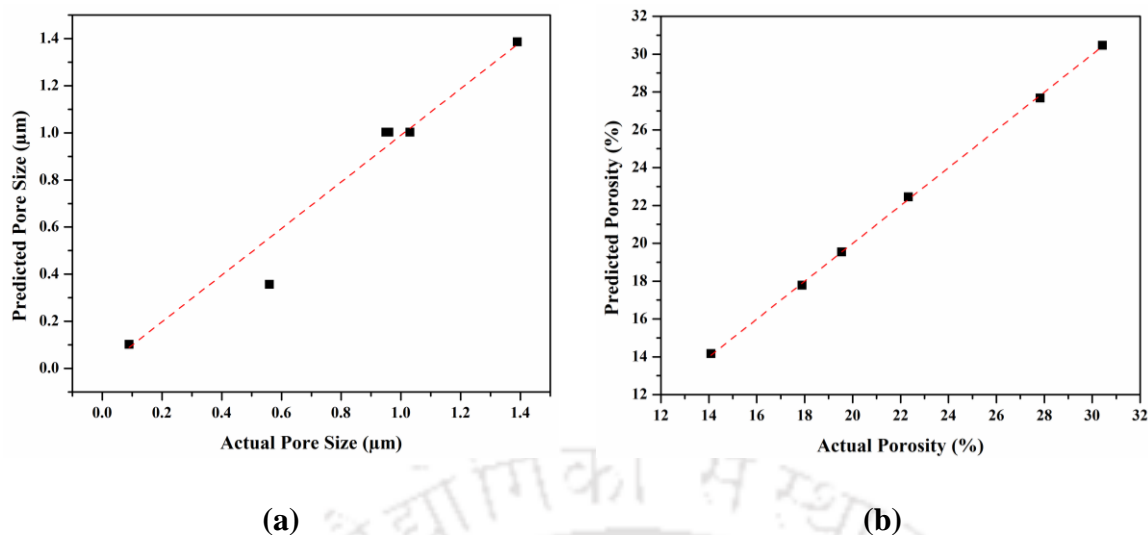 1.4
1.2
1.0
0.8
0.6
0.4
0.2
0.0
Predicted Pore Size (μm)
0.0 0.2 0.4 0.6 0.8 1.0 1.2 1.4
Actual Pore Size (μm)
(a)
32
30
28
26
24
22
20
18
16
14
12
Predicted Porosity (%)
12 14 16 18 20 22 24 26 28 30 32
Actual Porosity (%)
(b)